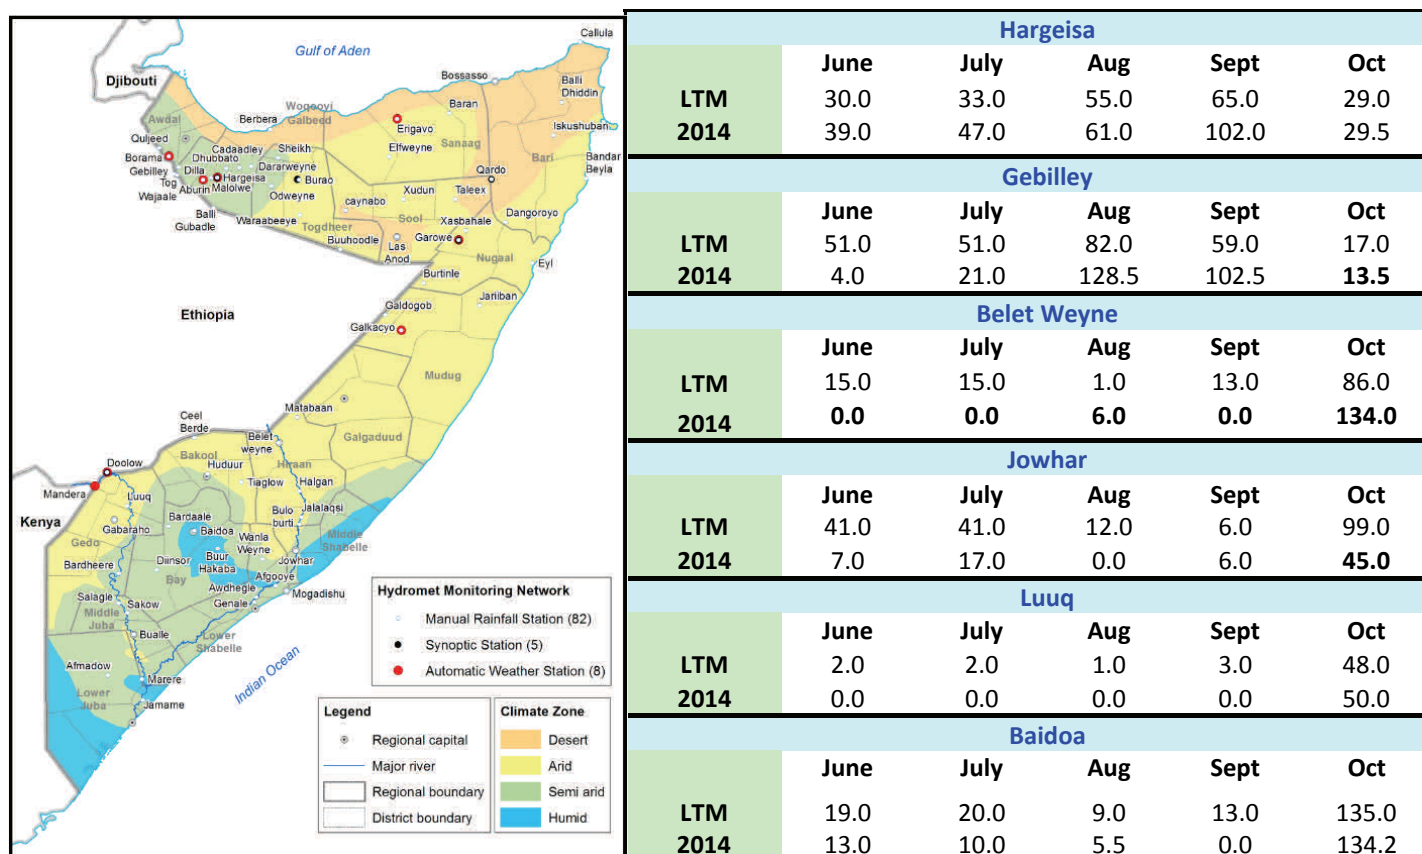 Gulf of Aden
Callula
Djibouti
Bossasso
Balli
Dhiddin
Awdal
Woqooyi
Galbeed
Berbera
Baran
Erigavo
Iskushuban
Quljeed
Cadaadley
Sheikh
Elfweyne
Sanaag
Bari
Bandar
Beyla
Borama
Dhubbato
Dararweyne
Gebilley
Dilla
Hargeisa
Burao
Qardo
Tog
Wajaale
Aburin
Malolwe
Odweyne
Xudun
Taleex
caynabo
Balli
Gubadle
Waraabeeye
Togdheer
Sool
Xasbahale
Dangoroyo
Buuhoodle
Las
Anod
Garowe
Nugaal
Eyl
Burtinle
Jariiban
Ethiopia
Galdogob
Galkacyo
Mudug
Matabaan
Ceel
Berde
Belet
weyne
Galgaduud
Bakool
Huduur
Hiraan
Doolow
Tiaglow
Halgan
Mandera
Luuq
Kenya
Bardaale
Bulo
burti
Jalalaqsi
Gabaraho
Baidoa
Wanla
Weyne
Middle
Shabelle
Gedo
Bardheere
Diinsor
Buur
Hakaba
Jowhar
Bay
Afgooye
Awdhegle
Mogadishu
Salagle
Sakow
Genale
Middle
Juba
Bualle
Lower
Shabelle
Afmadow
Marere
Indian Ocean
Lower
Juba
Jamame
Hydromet Monitoring Network
Manual Rainfall Station (82)
Synoptic Station (5)
Automatic Weather Station (8)
Legend
Regional capital
Major river
Regional boundary
District boundary
Climate Zone
Desert
Arid
Semi arid
Humid
Hargeisa
June July Aug Sept Oct
LTM 30.0 33.0 55.0 65.0 29.0
2014 39.0 47.0 61.0 102.0 29.5
Gebilley
June July Aug Sept Oct
LTM 51.0 51.0 82.0 59.0 17.0
2014 4.0 21.0 128.5 102.5 13.5
Belet Weyne
June July Aug Sept Oct
LTM 15.0 15.0 1.0 13.0 86.0
2014 0.0 0.0 6.0 0.0 134.0
Jowhar
June July Aug Sept Oct
LTM 41.0 41.0 12.0 6.0 99.0
2014 7.0 17.0 0.0 6.0 45.0
Luuq
June July Aug Sept Oct
LTM 2.0 2.0 1.0 3.0 48.0
2014 0.0 0.0 0.0 0.0 50.0
Baidoa
June July Aug Sept Oct
LTM 19.0 20.0 9.0 13.0 135.0
2014 13.0 10.0 5.5 0.0 134.2